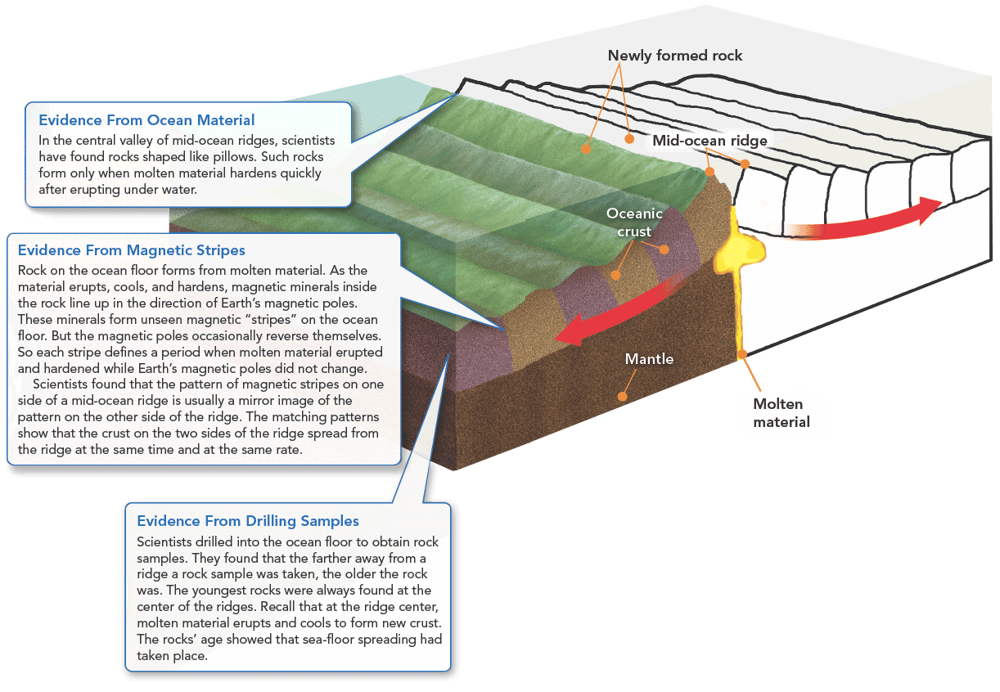 Newly formed rock
Mid-ocean ridge
Evidence From Ocean Material
In the central valley of mid-ocean ridges, scientists
have found rocks shaped like pillows. Such rocks
form only when molten material hardens quickly
after erupting under water.
Oceanic
crust
Evidence From Magnetic Stripes
Rock on the ocean floor forms from molten material. As the
material erupts, cools, and hardens, magnetic minerals inside
the rock line up in the direction of Earth’s magnetic poles.
These minerals form unseen magnetic “stripes” on the ocean
floor. But the magnetic poles occasionally reverse themselves.
So each stripe defines a period when molten material erupted
and hardened while Earth’s magnetic poles did not change.
Scientists found that the pattern of magnetic stripes on one
side of a mid-ocean ridge is usually a mirror image of the
pattern on the other side of the ridge. The matching patterns
show that the crust on the two sides of the ridge spread from
the ridge at the same time and at the same rate.
Mantle
Molten
material
Evidence From Drilling Samples
Scientists drilled into the ocean floor to obtain rock
samples. They found that the farther away from a
ridge a rock sample was taken, the older the rock
was. The youngest rocks were always found at the
center of the ridges. Recall that at the ridge center,
molten material erupts and cools to form new crust.
The rocks’ age showed that sea-floor spreading had
taken place.